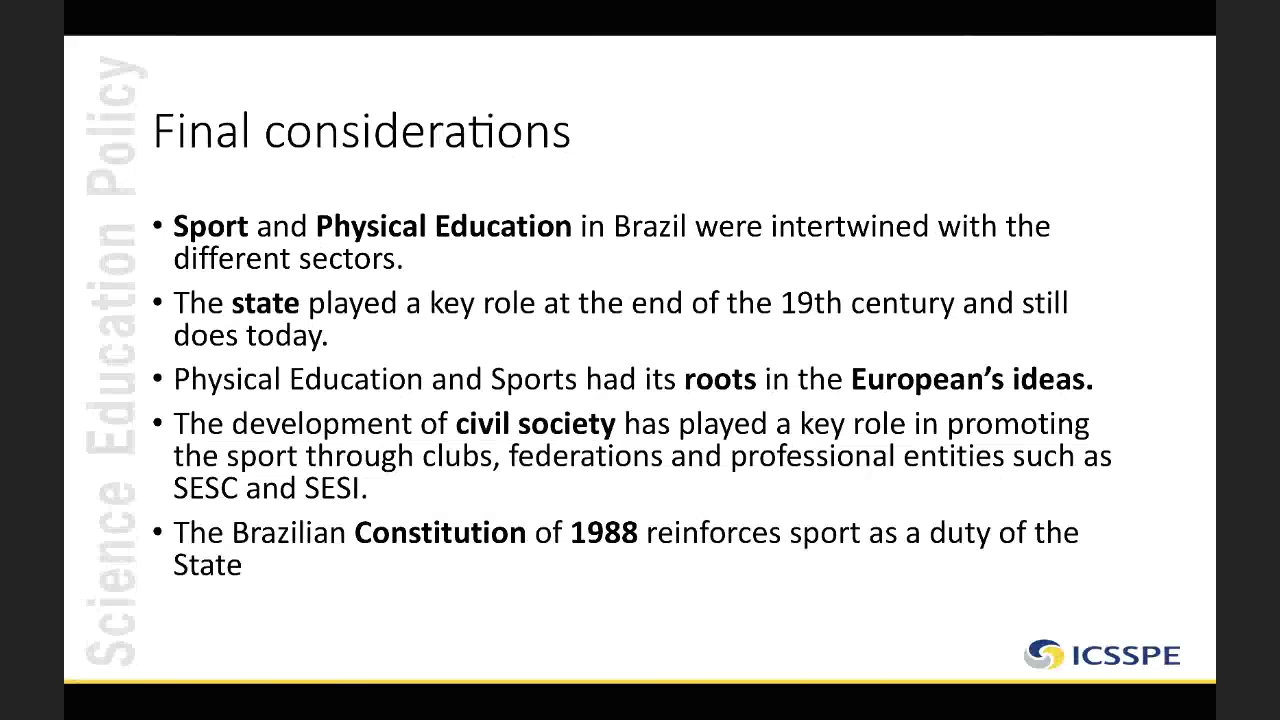 Science Education Policy
Final considerations
• Sport and Physical Education in Brazil were intertwined with the
different sectors.
• The state played a key role at the end of the 19th century and still
does today.
• Physical Education and Sports had its roots in the European's ideas.
• The development of civil society has played a key role in promoting
the sport through clubs, federations and professional entities such as
SESC and SESI.
• The Brazilian Constitution of 1988 reinforces sport as a duty of the
State
ICSSPE